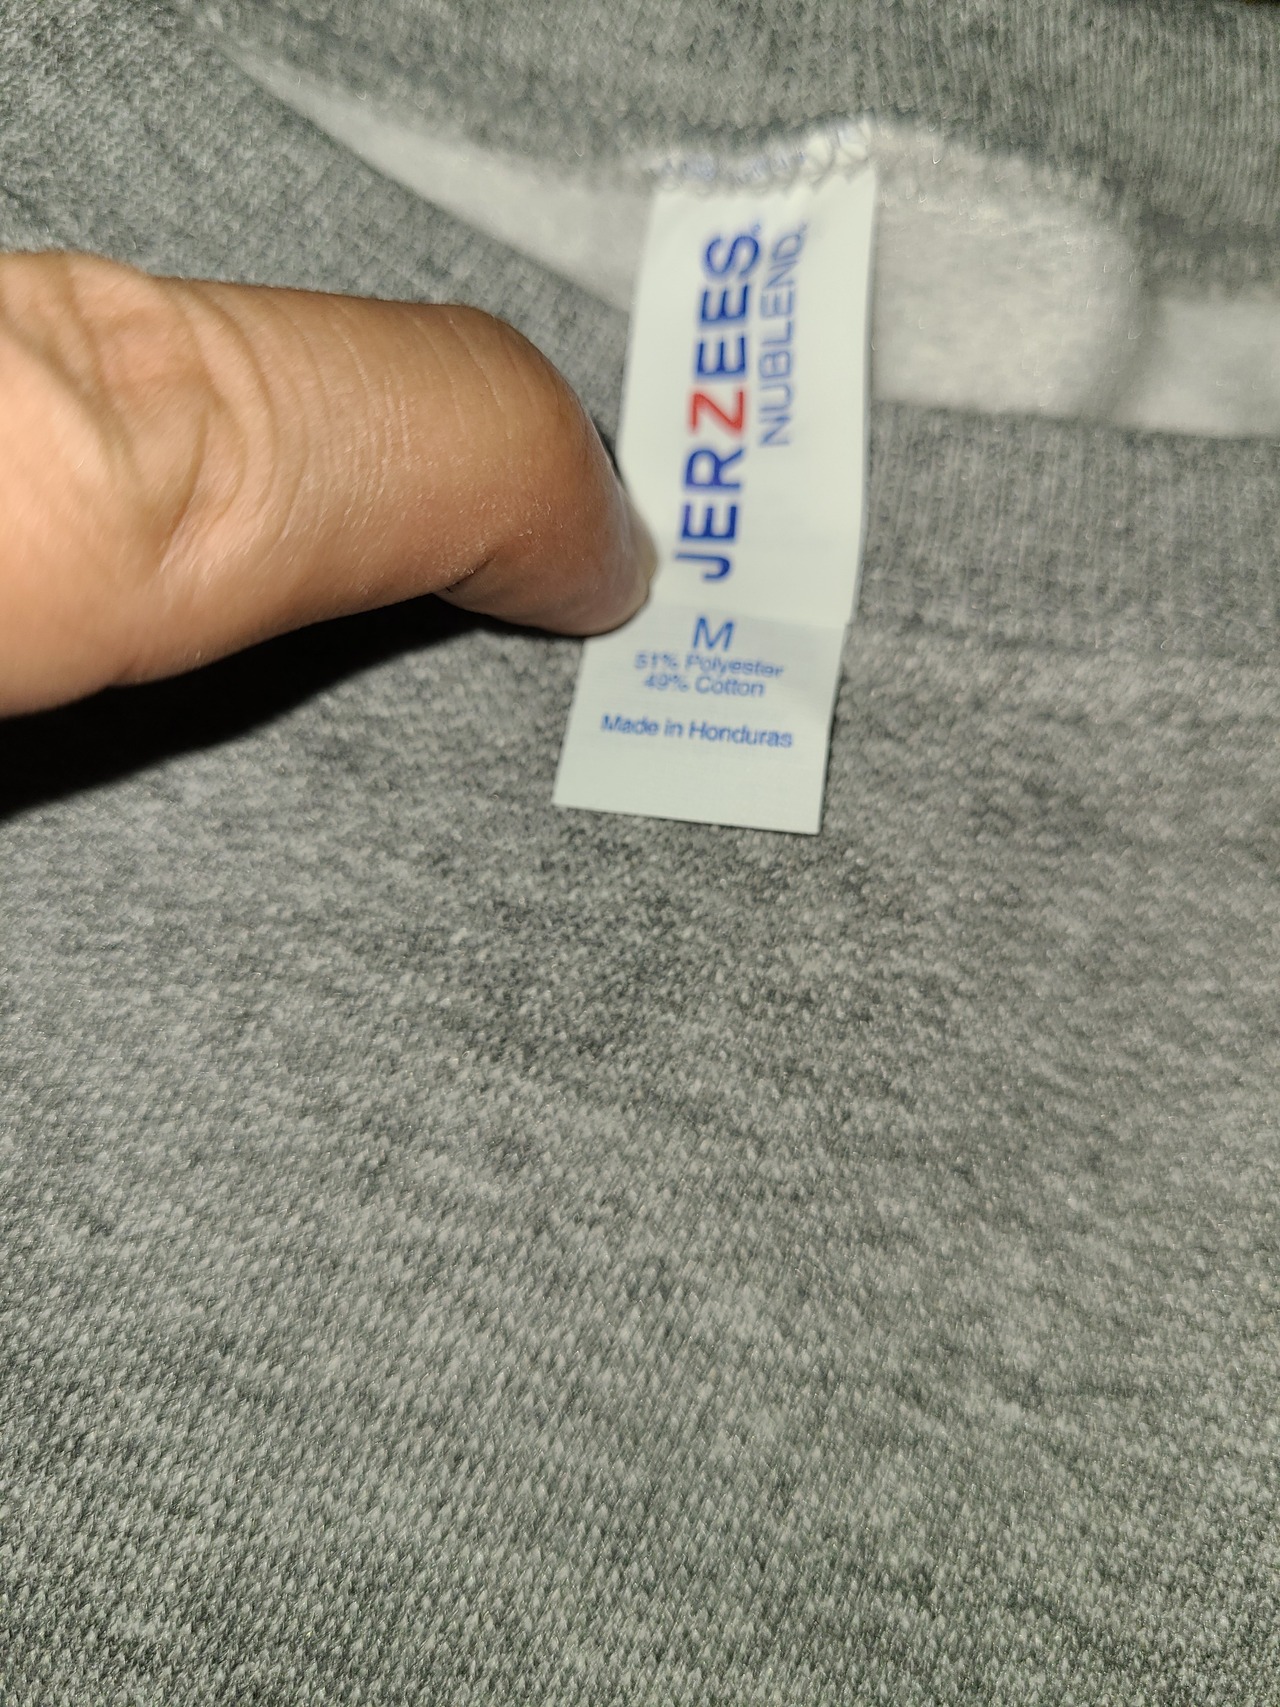 JERZEES
NUBLEND
M
51% Polyester
49% Cotton
Made in Honduras